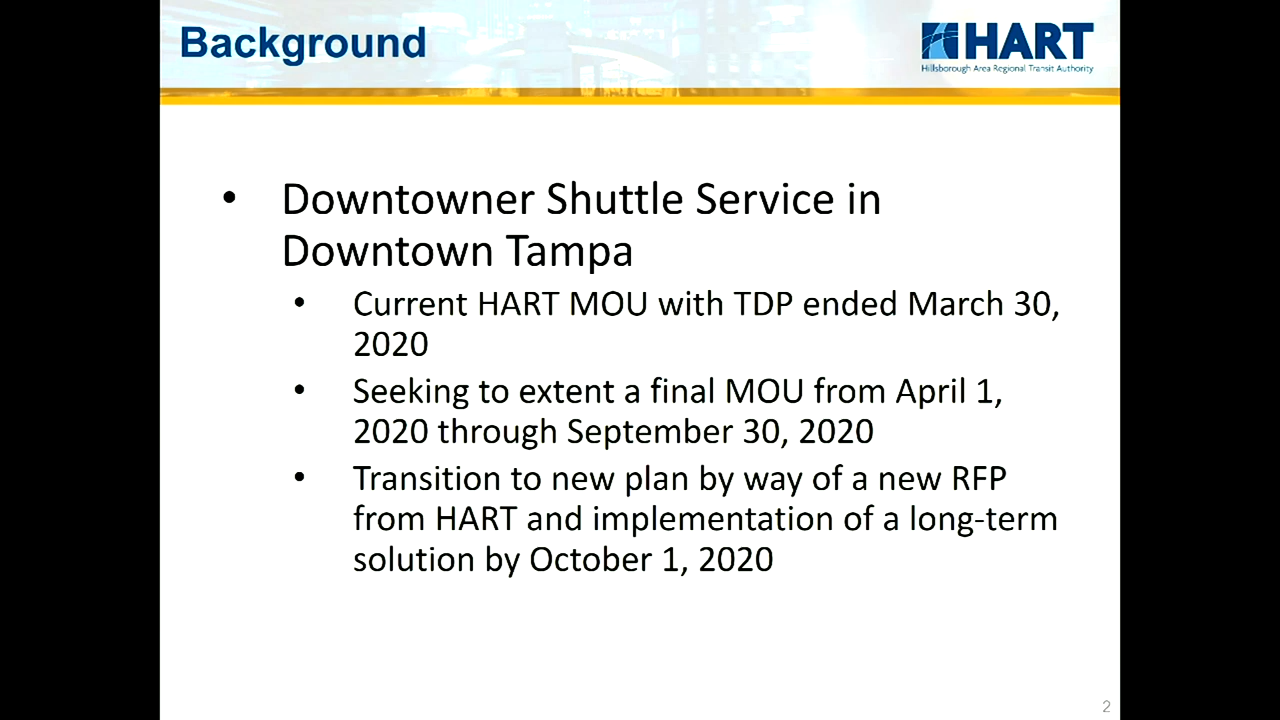 Background
HART
Hillsborough Area Regional Transit Authority
• Downtowner Shuttle Service in
Downtown Tampa
• Current HART MOU with TDP ended March 30,
2020
• Seeking to extent a final MOU from April 1,
2020 through September 30, 2020
• Transition to new plan by way of a new RFP
from HART and implementation of a long-term
solution by October 1, 2020
2